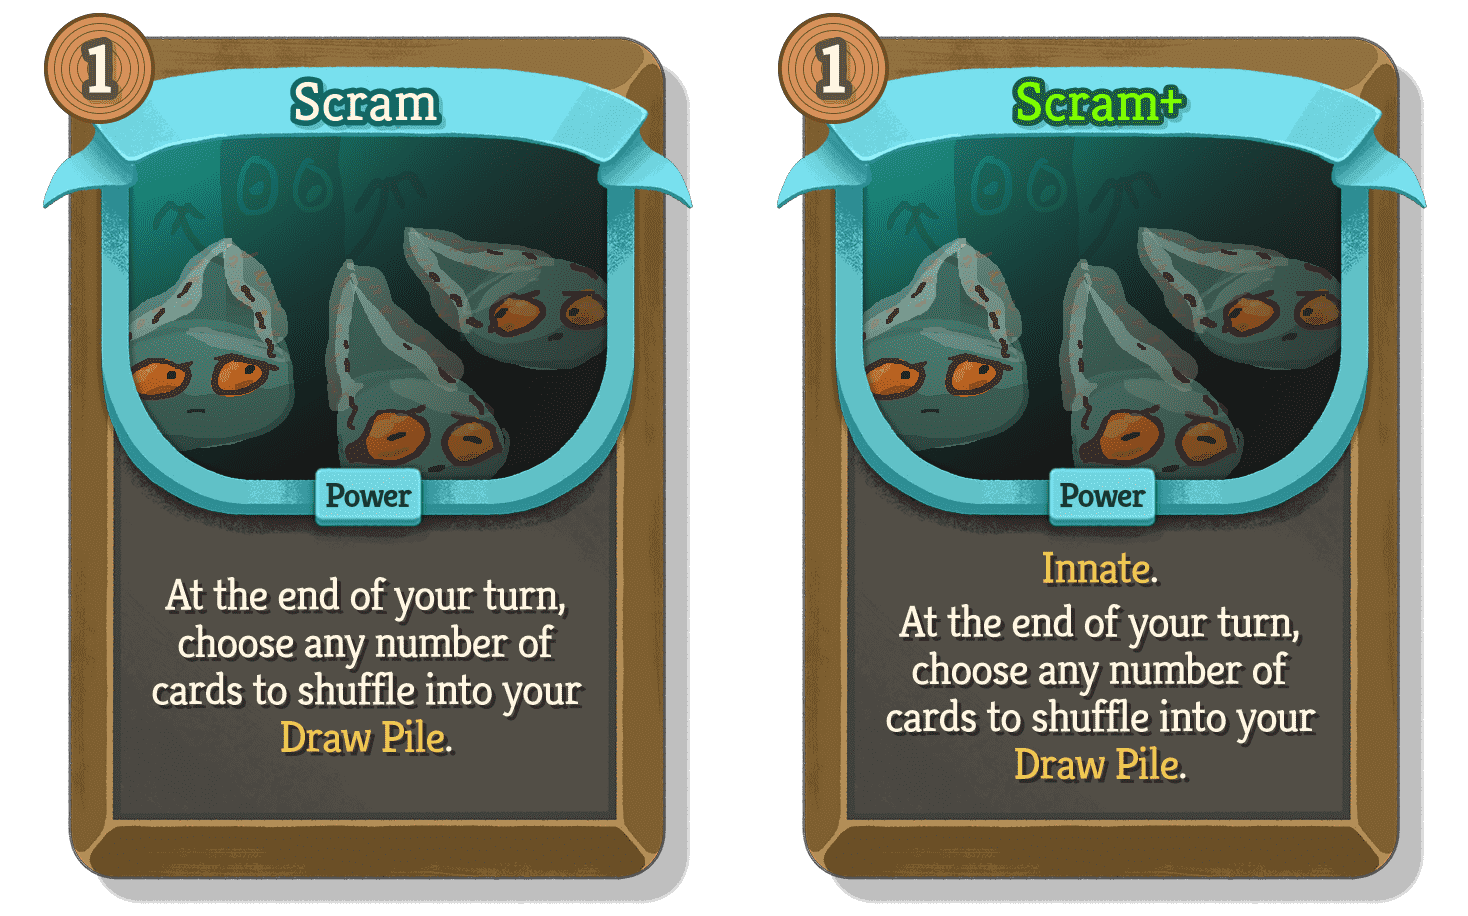 1
Scram
Power
At the end of your turn,
choose any number of
cards to shuffle into your
Draw Pile.
1
Scram+
Power
Innate.
At the end of your turn,
choose any number of
cards to shuffle into your
Draw Pile.